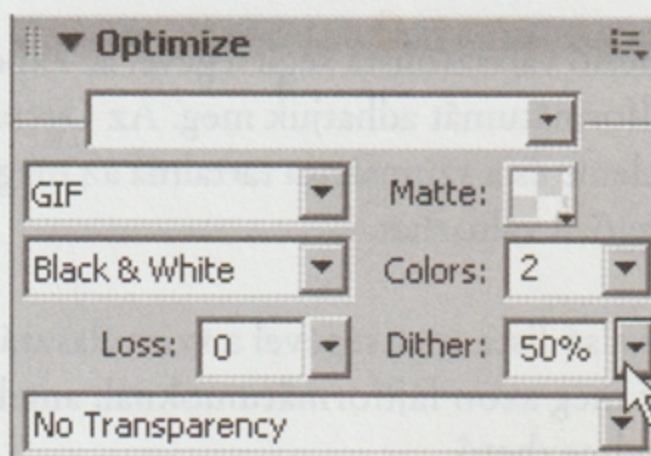 Optimize
GIF Matte:
Black & White Colors: 2
Loss: 0 Dither: 50%
No Transparency